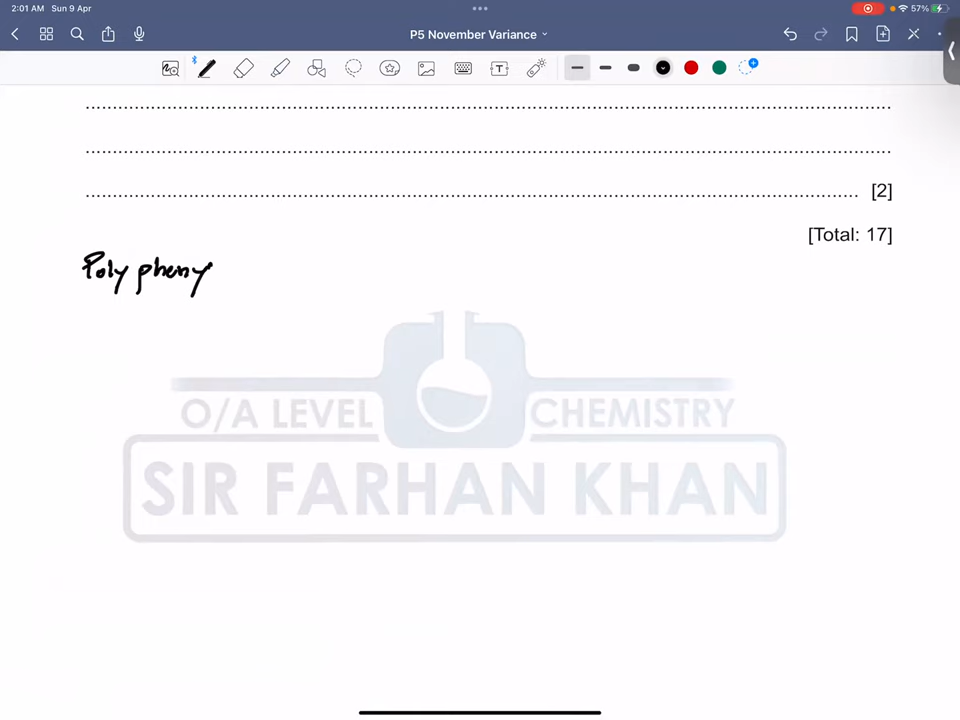 2:01 AM Sun 9 Apr
57%
P5 November Variance
T
[2]
[Total: 17]
Poly pheny
O/A LEVEL CHEMISTRY
SIR FARHAN KHAN